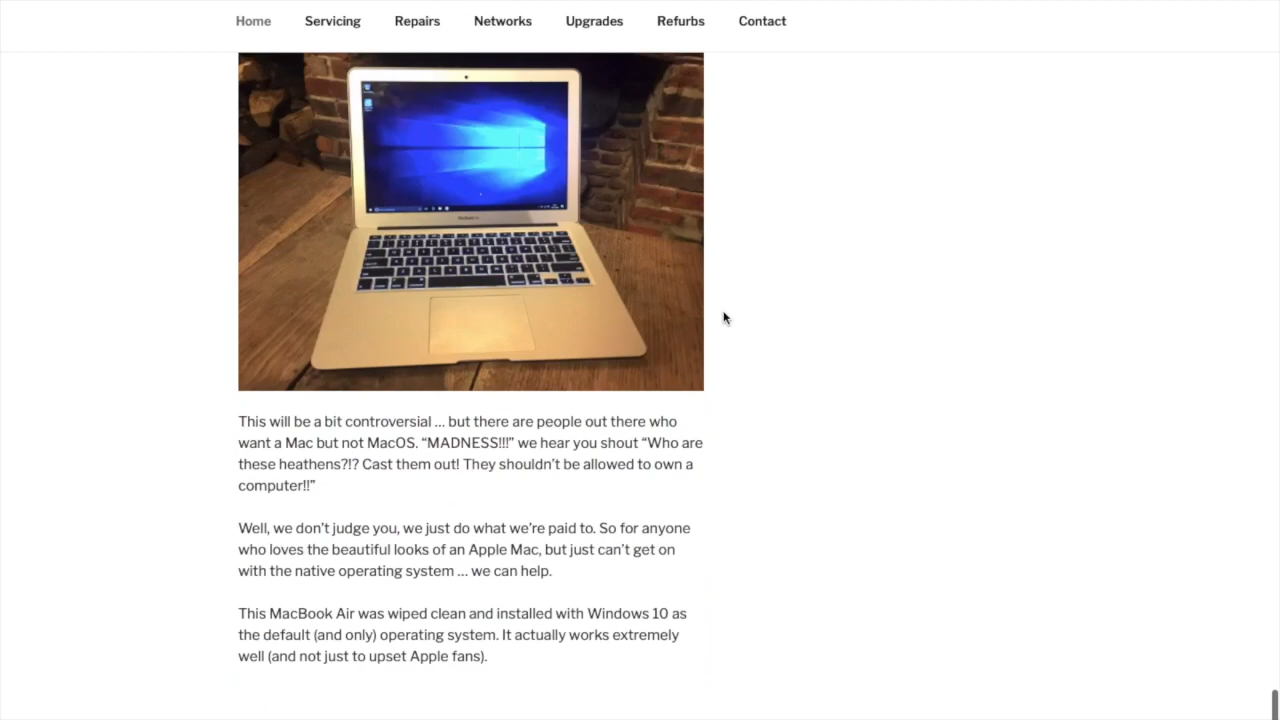 Home Servicing Repairs Networks Upgrades Refurbs Contact
This will be a bit controversial … but there are people out there who
want a Mac but not MacOS. “MADNESS!!!” we hear you shout “Who are
these heathens?!? Cast them out! They shouldn’t be allowed to own a
computer!!”
Well, we don’t judge you, we just do what we’re paid to. So for anyone
who loves the beautiful looks of an Apple Mac, but just can’t get on
with the native operating system … we can help.
This MacBook Air was wiped clean and installed with Windows 10 as
the default (and only) operating system. It actually works extremely
well (and not just to upset Apple fans).